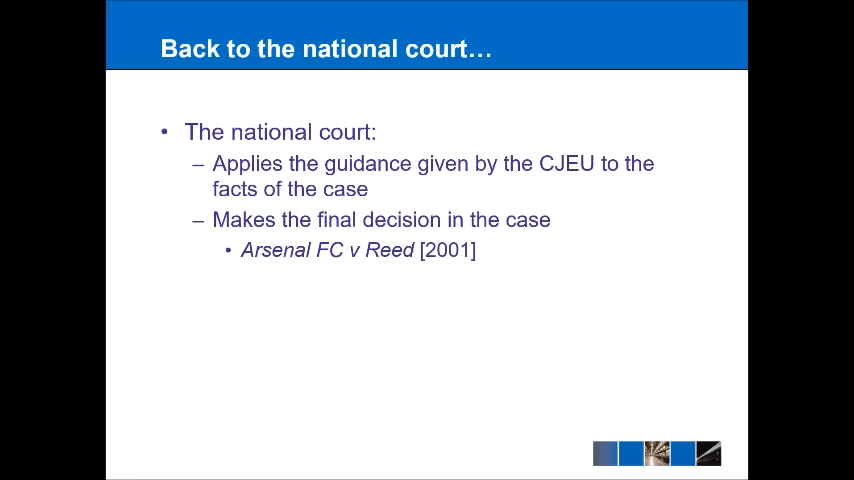 Back to the national court…
• The national court:
– Applies the guidance given by the CJEU to the
facts of the case
– Makes the final decision in the case
• Arsenal FC v Reed [2001]